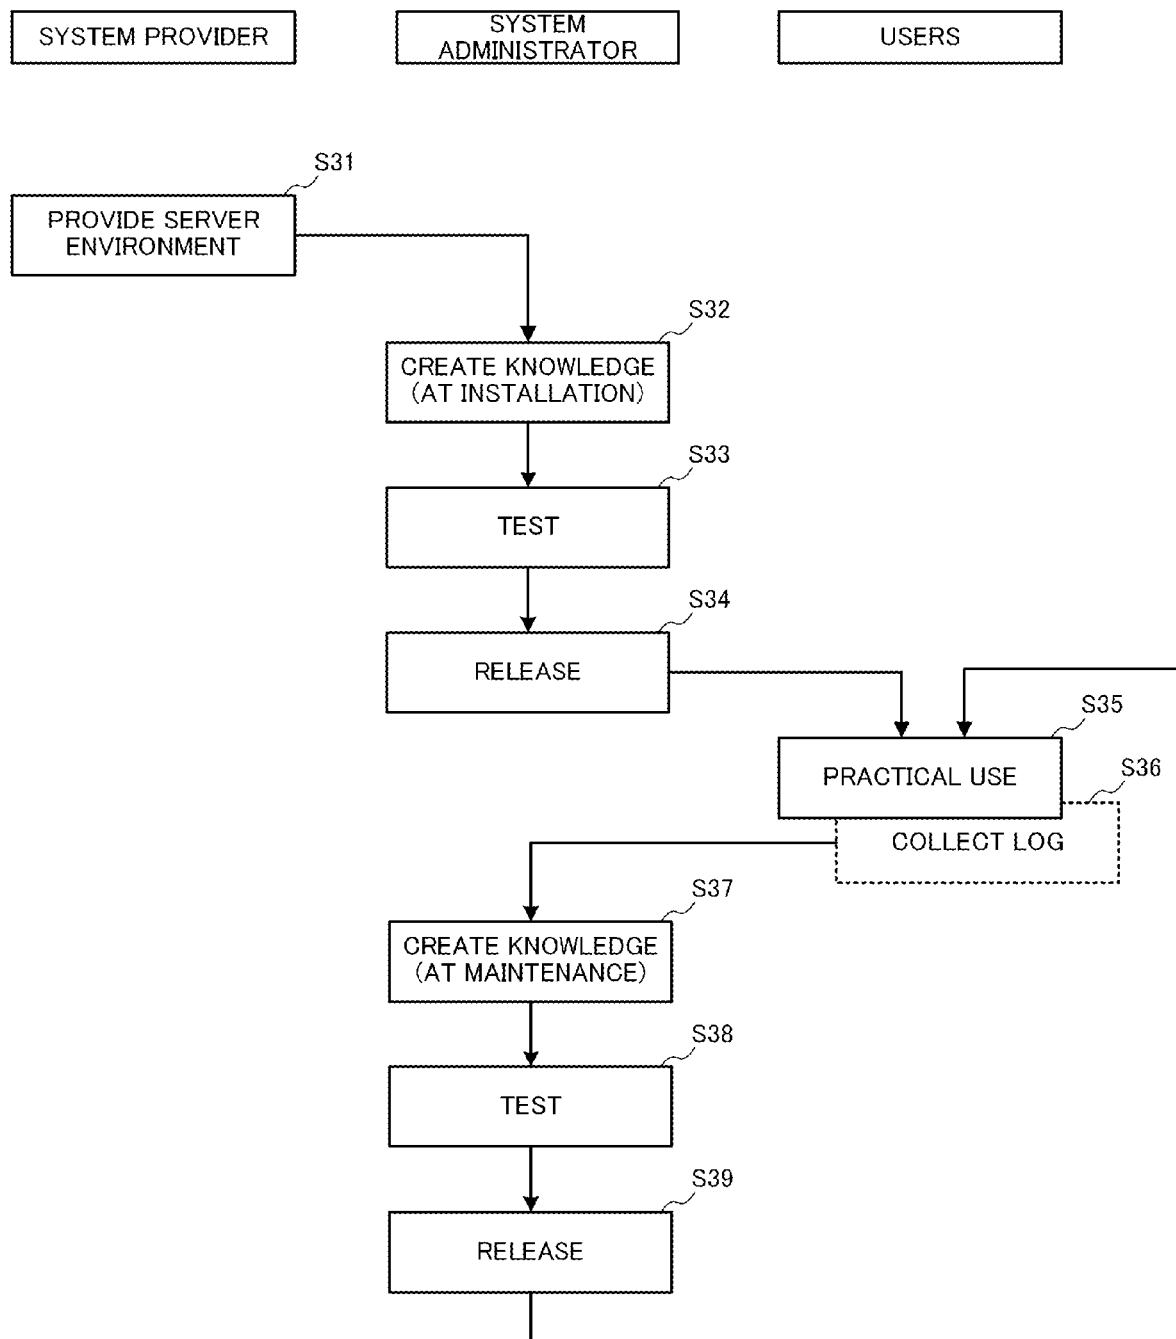 SYSTEM PROVIDER
SYSTEM
ADMINISTRATOR
USERS
S31
PROVIDE SERVER
ENVIRONMENT
S32
CREATE KNOWLEDGE
(AT INSTALLATION)
S33
TEST
S34
RELEASE
S35
PRACTICAL USE
S36
COLLECT LOG
S37
CREATE KNOWLEDGE
(AT MAINTENANCE)
S38
TEST
S39
RELEASE